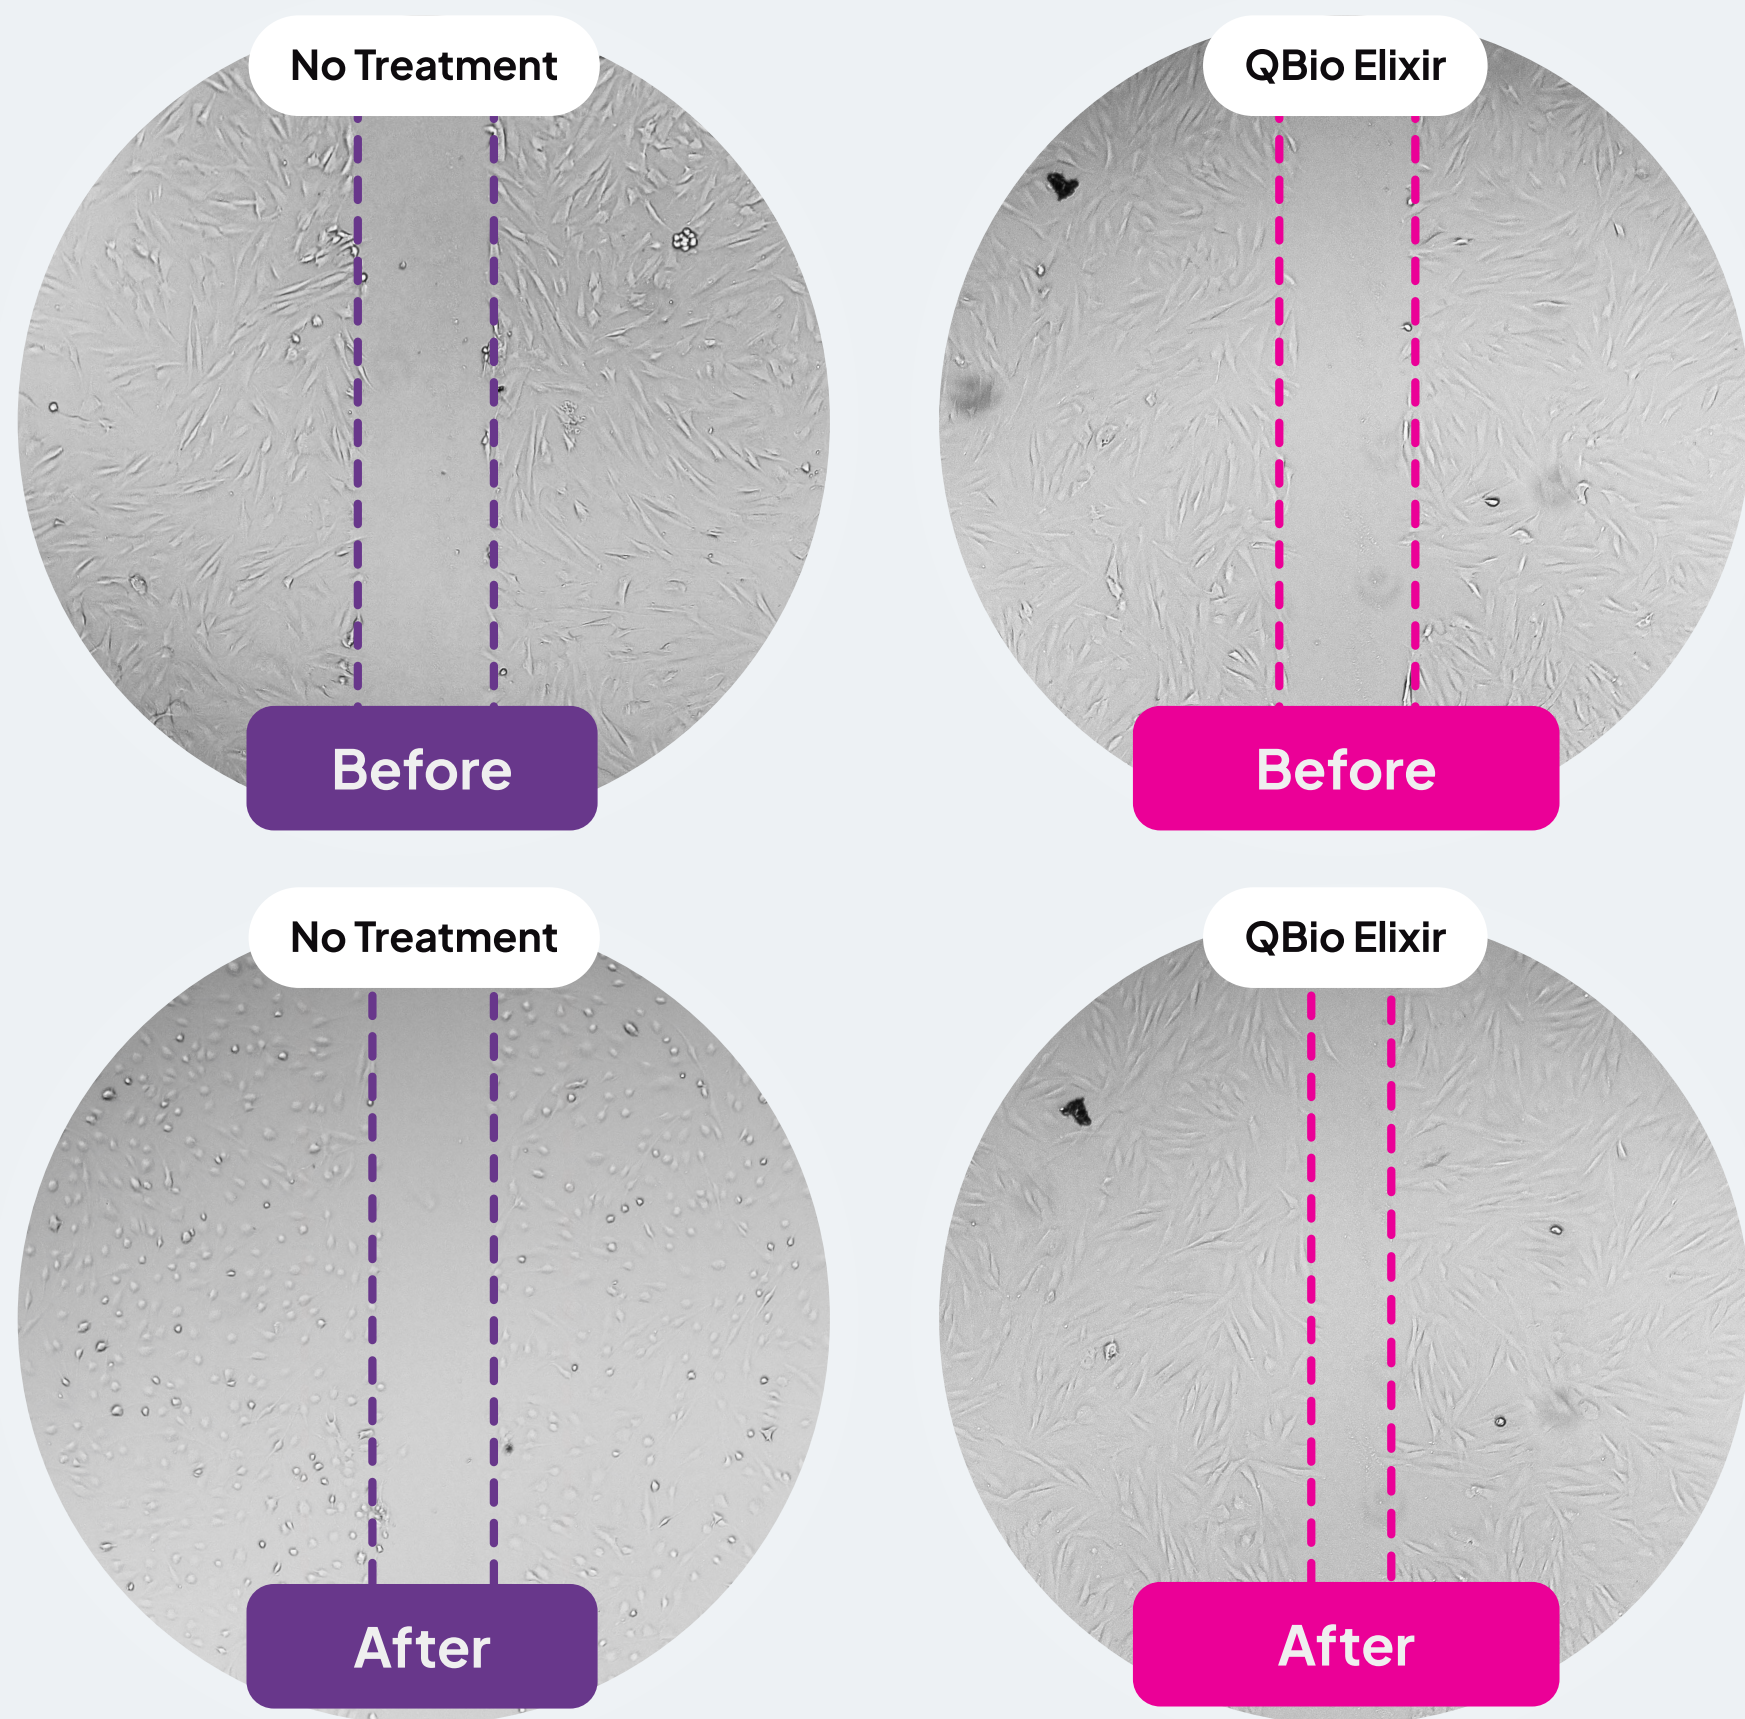 No Treatment
QBio Elixir
Before
Before
No Treatment
QBio Elixir
After
After